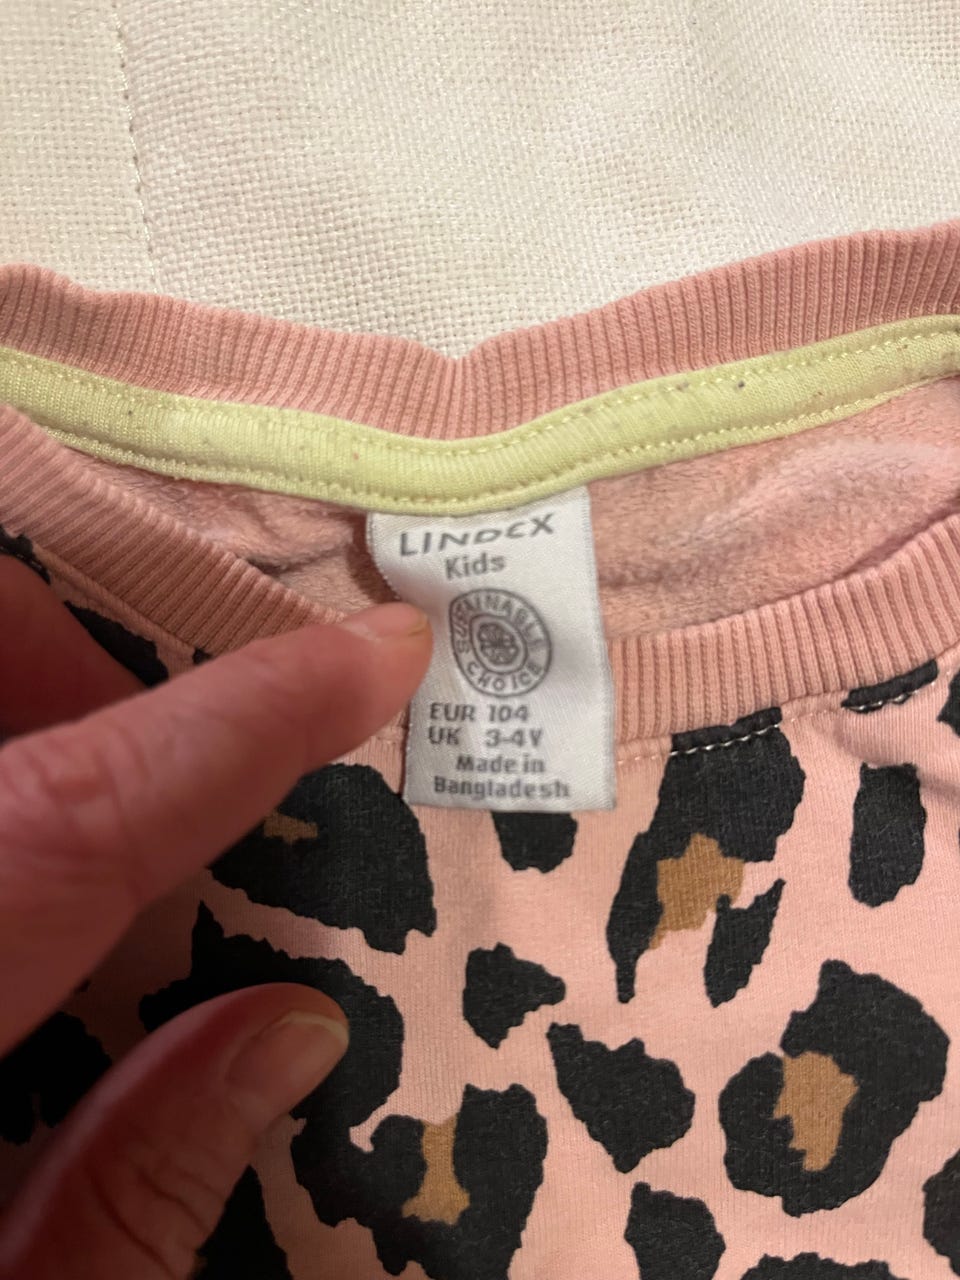 LINDEX
Kids
SUSTAINABLE
CHOICE
EUR 104
UK 3-4Y
Made in
Bangladesh